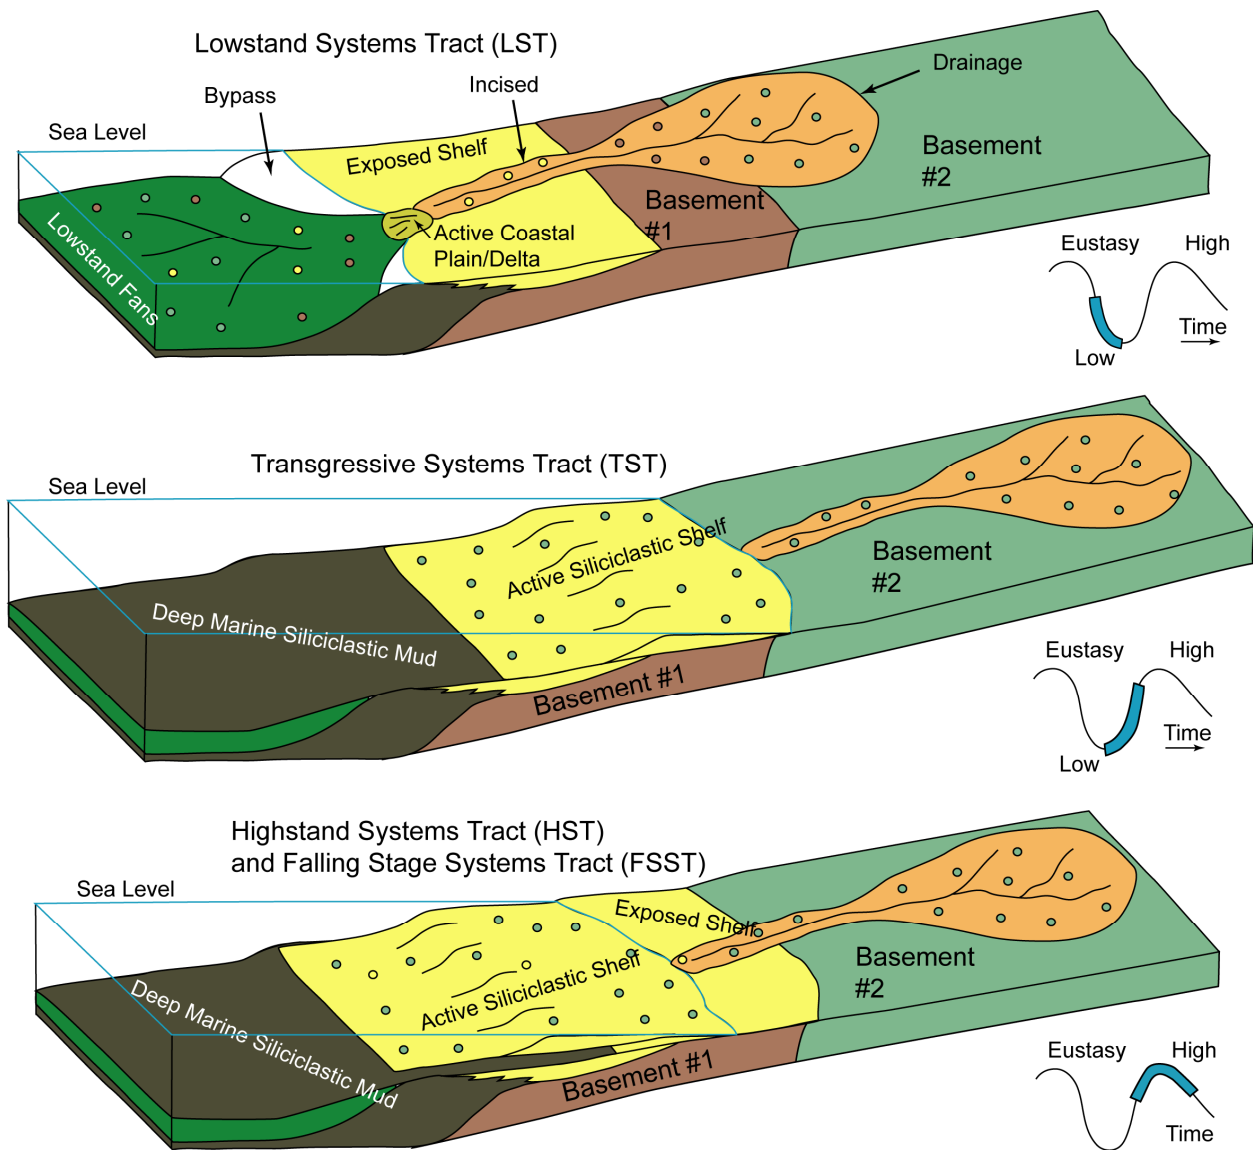 Lowstand Systems Tract (LST)
Bypass
Incised
Drainage
Sea Level
Exposed Shelf
Basement
#2
Basement
#1
Active Coastal
Plain/Delta
Lowstand Fans
Eustasy
High
Time
Low
Transgressive Systems Tract (TST)
Sea Level
Active Siliciclastic Shelf
Basement
#2
Deep Marine Siliciclastic Mud
Basement #1
Eustasy
High
Time
Low
Highstand Systems Tract (HST)
and Falling Stage Systems Tract (FSST)
Sea Level
Exposed Shelf
Active Siliciclastic Shelf
Basement
#2
Deep Marine Siliciclastic Mud
Basement #1
Eustasy
High
Time